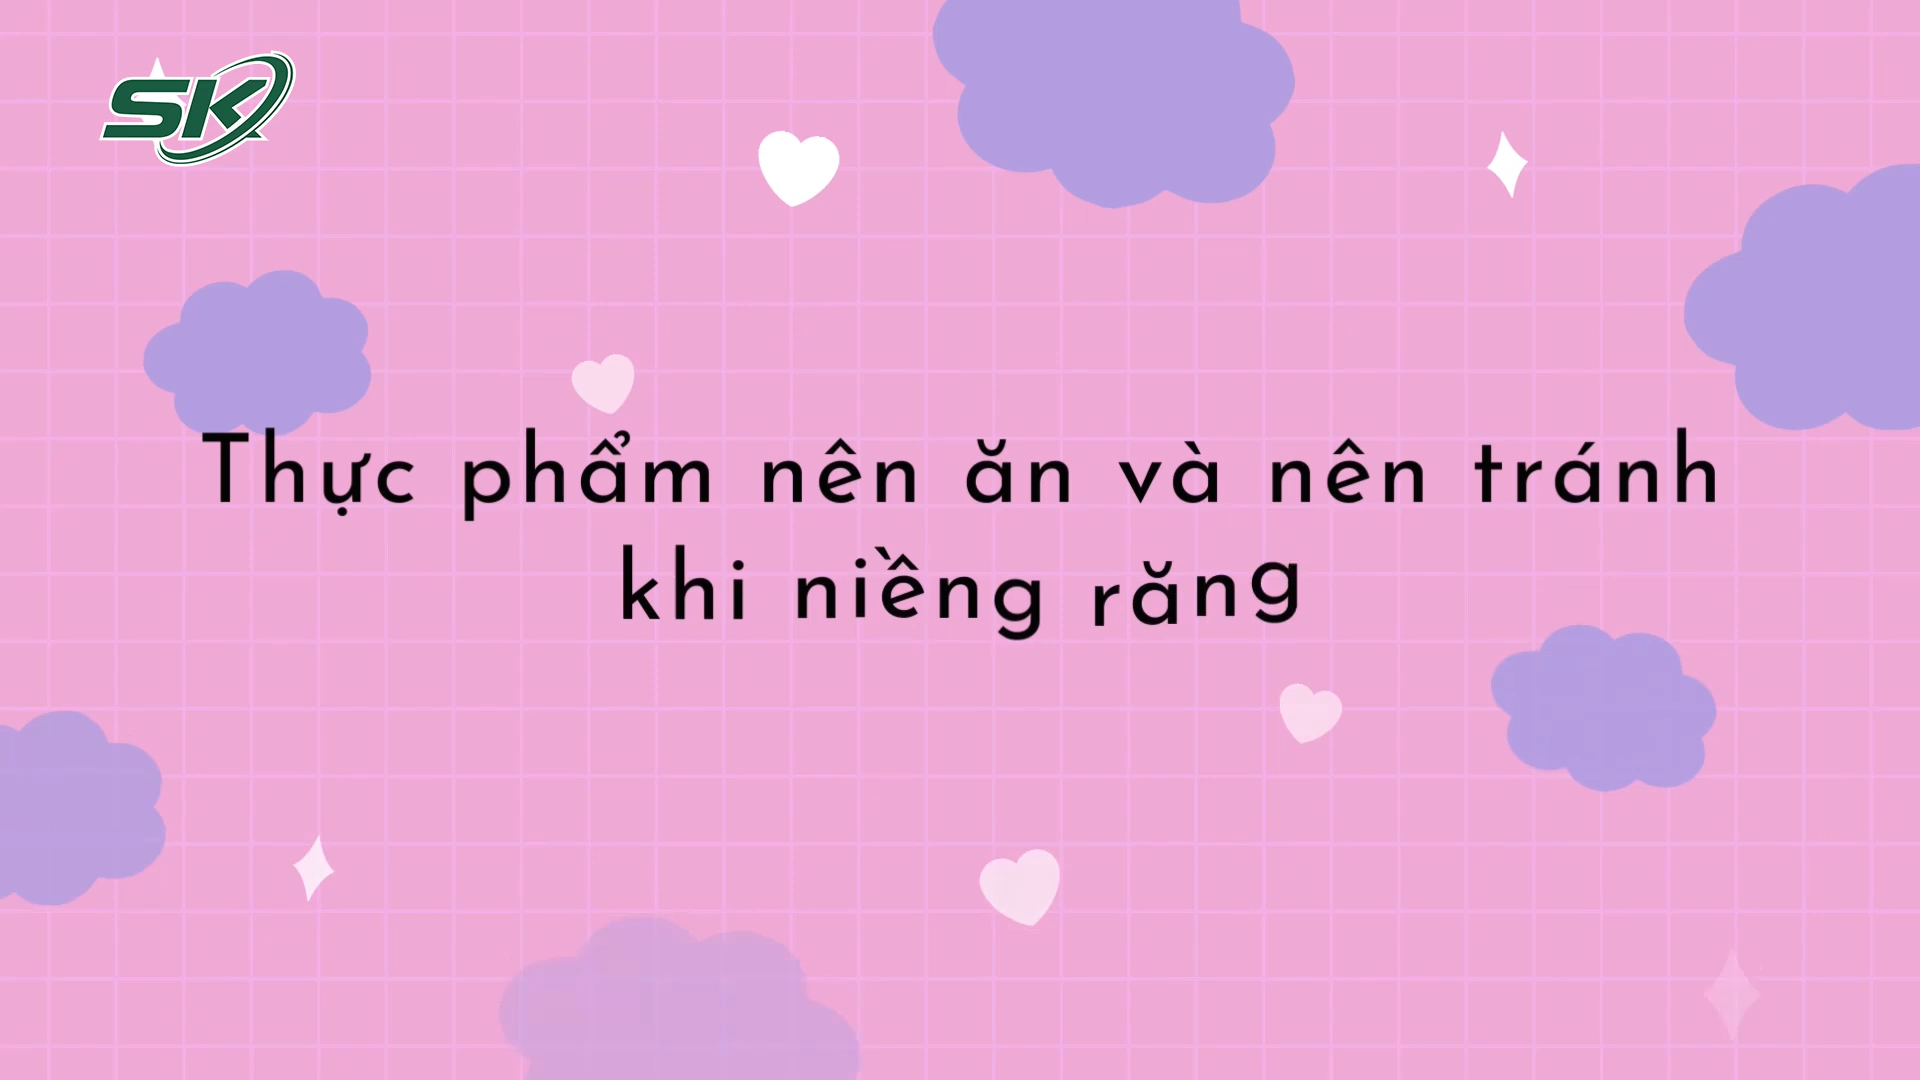 SK
Thực phẩm nên ăn và nên tránh
khi niềng răng